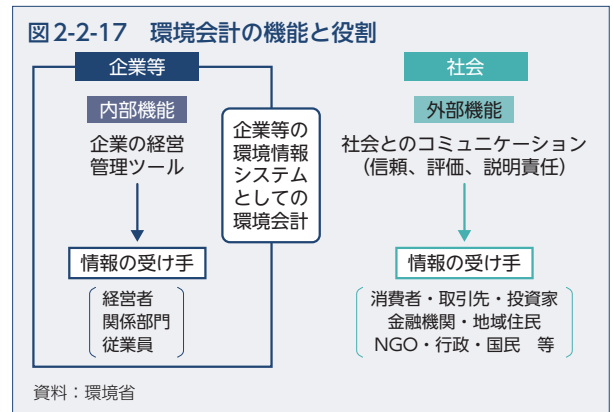 図2-2-17　環境会計の機能と役割
企業等
内部機能
企業の経営
管理ツール
情報の受け手
経営者
関係部門
従業員
企業等の
環境情報
システム
としての
環境会計
社会
外部機能
社会とのコミュニケーション
（信頼、評価、説明責任）
情報の受け手
消費者・取引先・投資家
金融機関・地域住民
NGO・行政・国民　等
資料：環境省